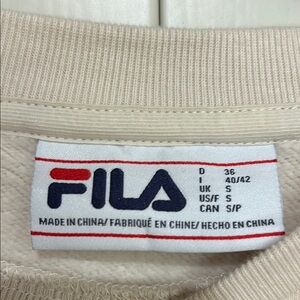 FILA
D 36
I 40/42
UK S
US/F S
CAN S/P
MADE IN CHINA/ FABRIQUÉ EN CHINE/ HECHO EN CHINA